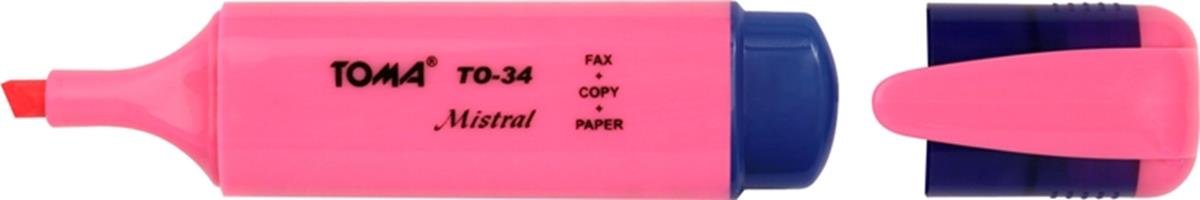 TOMA® TO-34
Mistral
FAX
+
COPY
+
PAPER